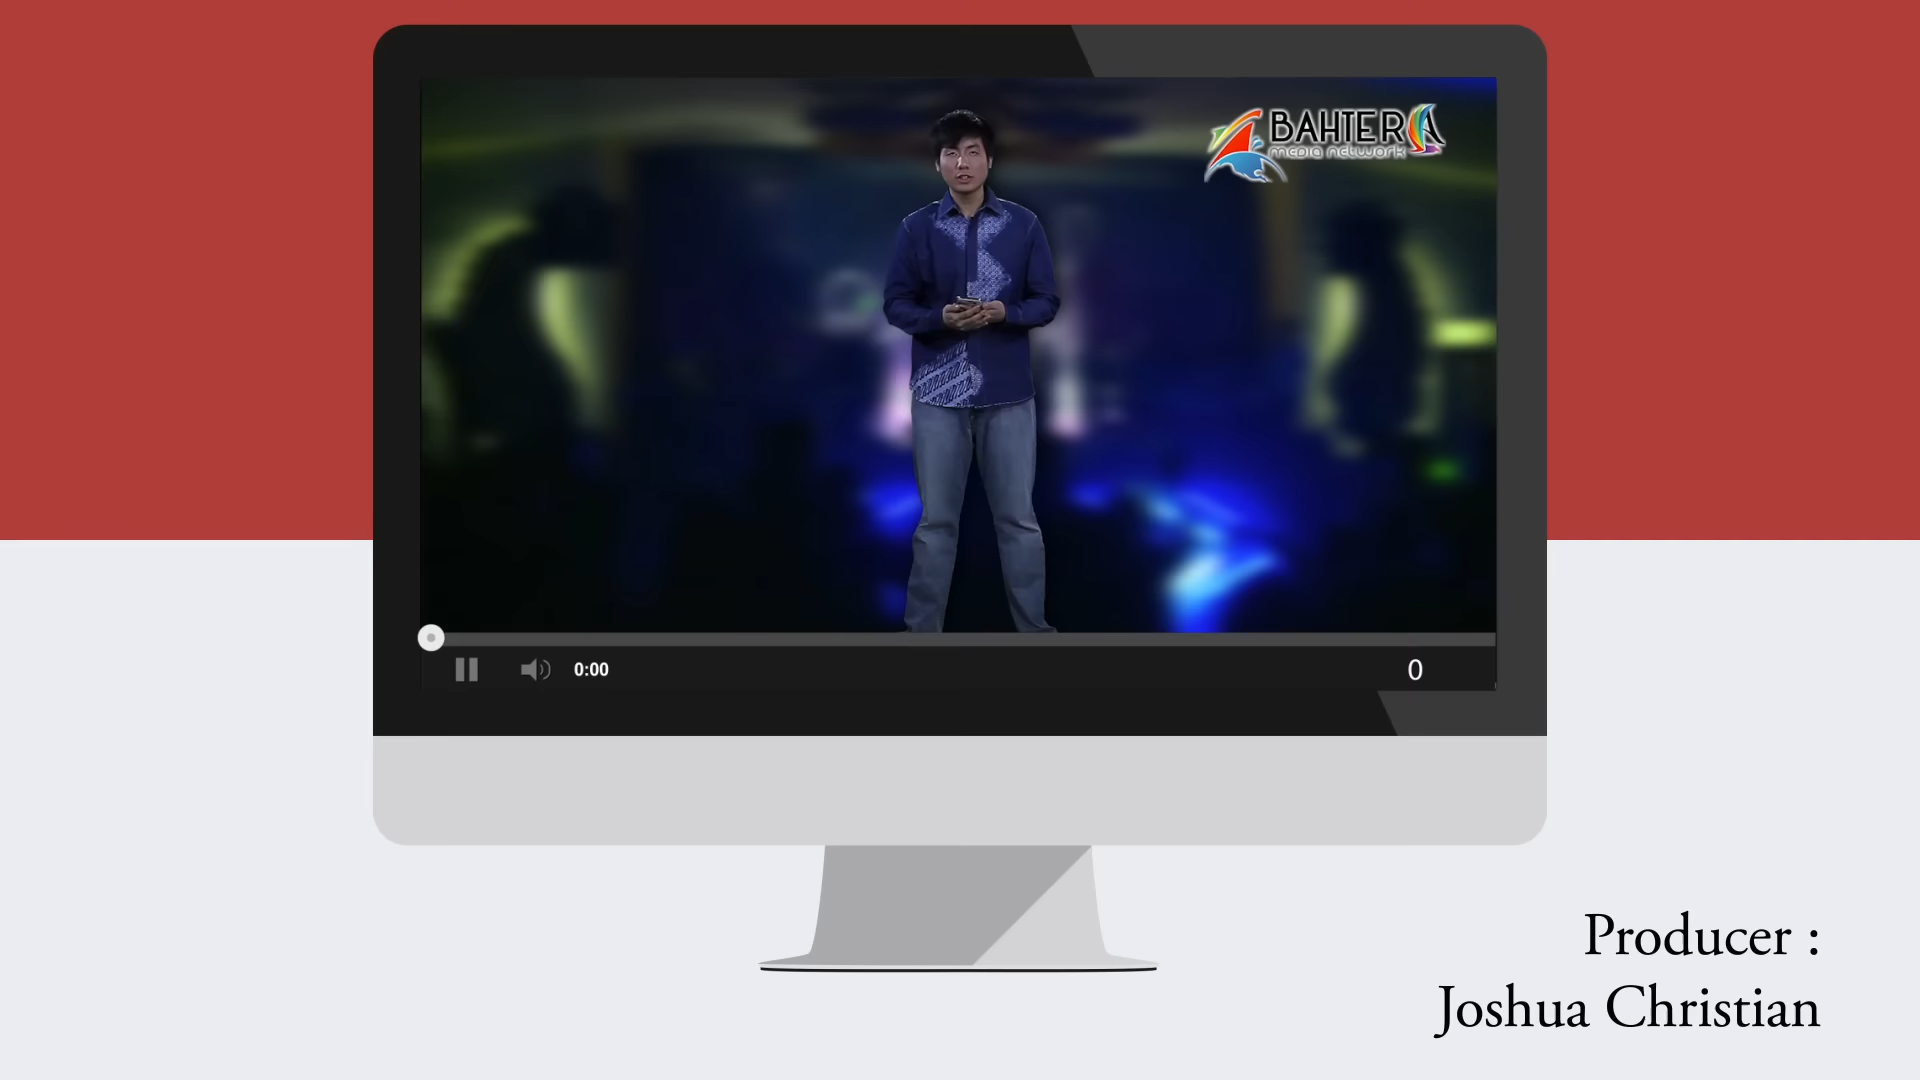 BAHTERA
media network
0:00
0
Producer :
Joshua Christian